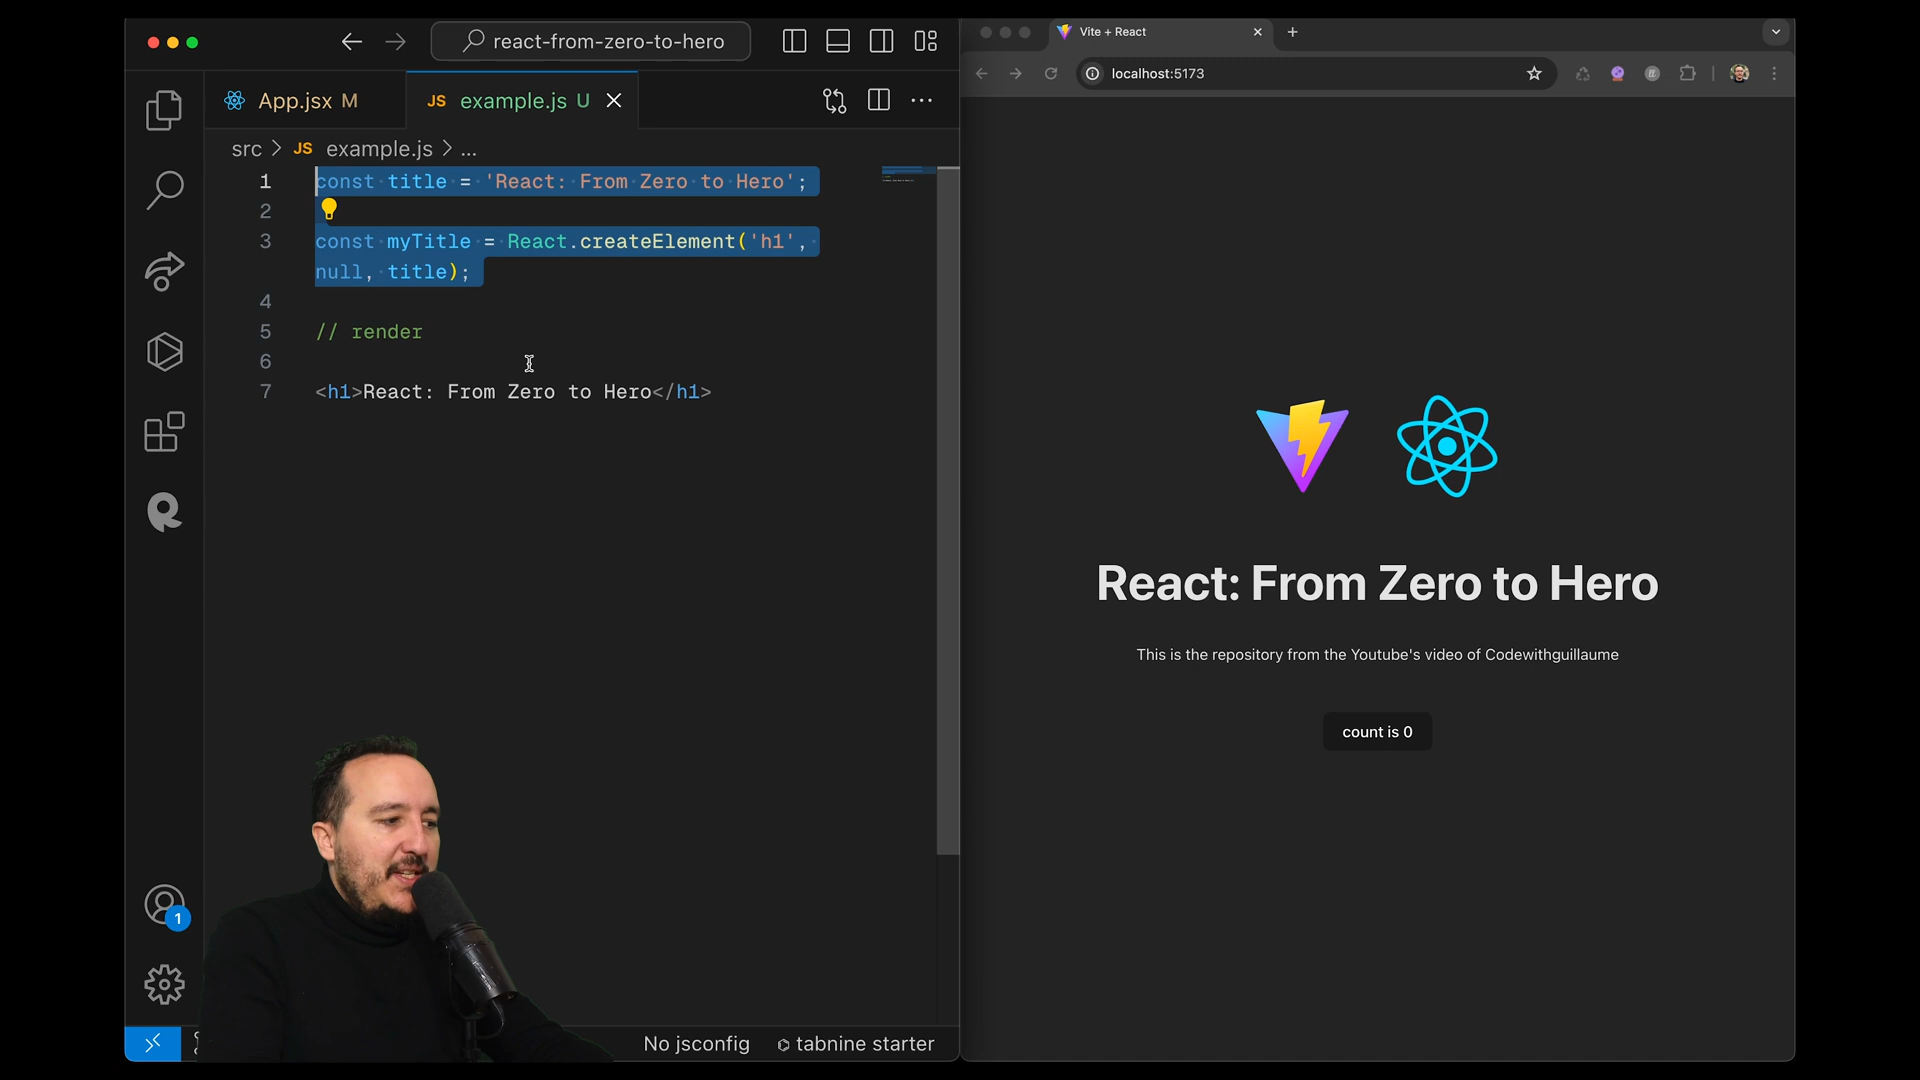 react-from-zero-to-hero
App.jsx M
JS example.js U
src > JS example.js > ...
1 const title = 'React: From Zero to Hero';
2
3 const myTitle = React.createElement('h1',
null, title);
4
5 // render
6
7 <h1>React: From Zero to Hero</h1>
1
No jsconfig
tabnine starter
Vite + React
localhost:5173
React: From Zero to Hero
This is the repository from the Youtube's video of Codewithguillaume
count is 0